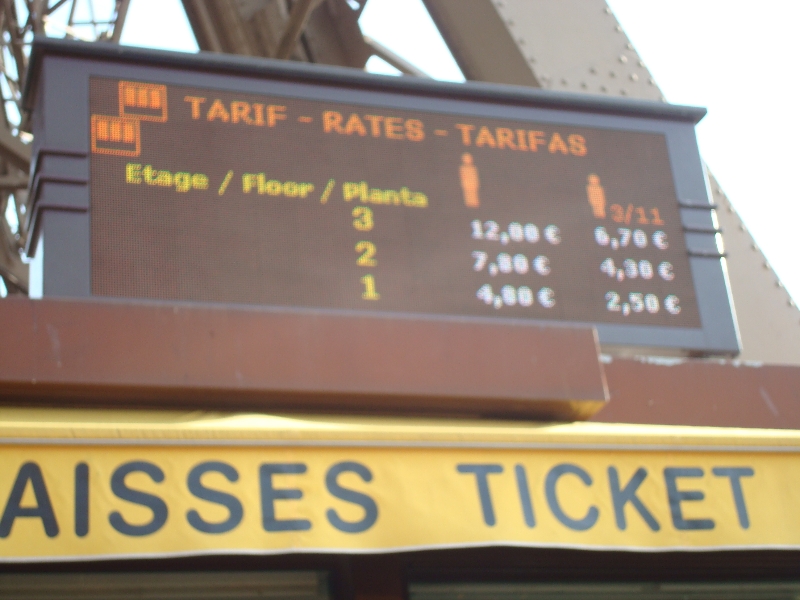 TARIF - RATES - TARIFAS
Etage / Floor / Planta
3/11
3 12,00 € 6,70 €
2 7,80 € 4,30 €
1 4,80 € 2,50 €
AISSES TICKET